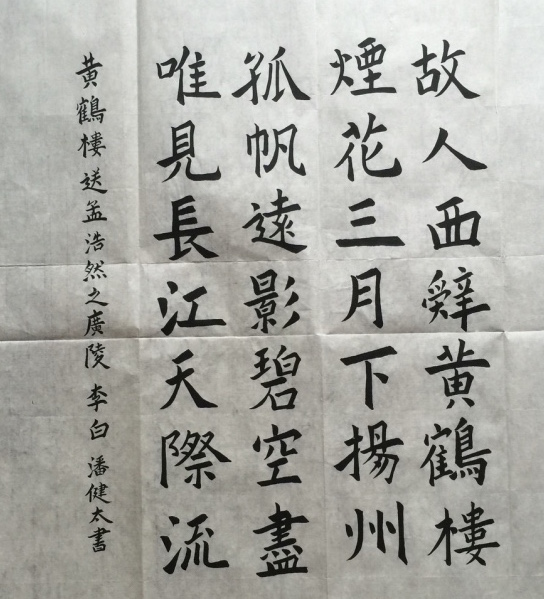 故人西辭黄鶴樓
煙花三月下揚州
孤帆遠影碧空盡
唯見長江天際流
黄鶴樓送孟浩然之廣陵 李白 潘健太書